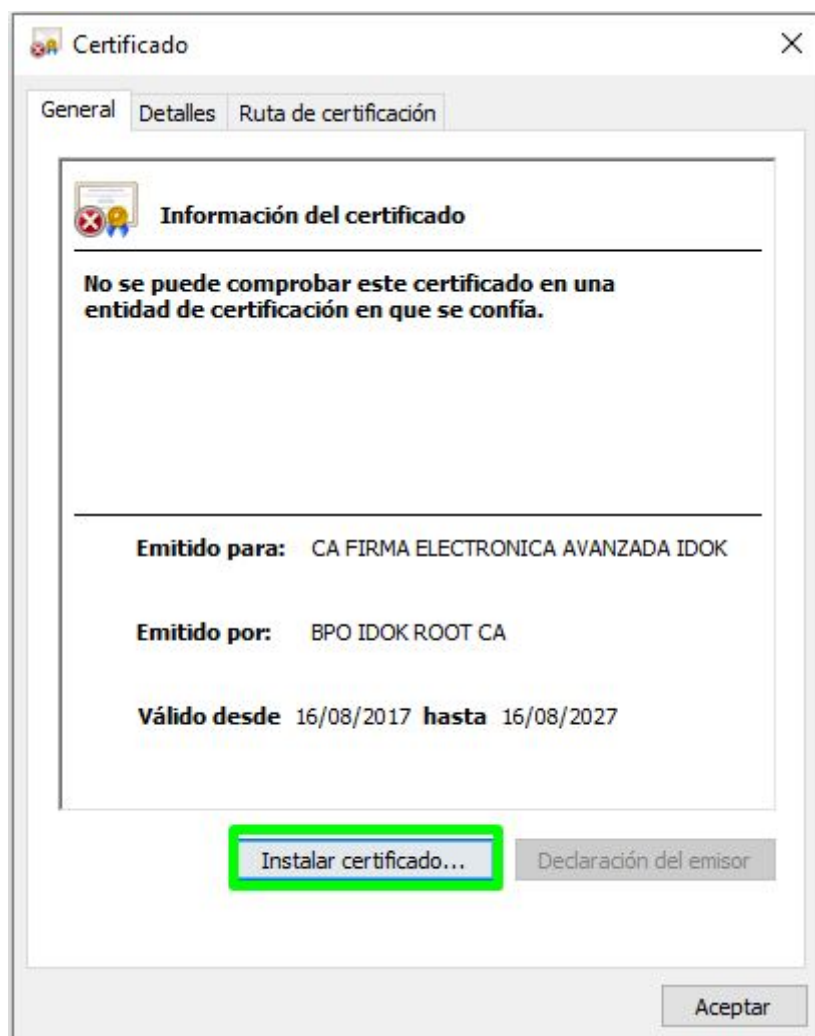 Certificado
General Detalles Ruta de certificación
Información del certificado
No se puede comprobar este certificado en una
entidad de certificación en que se confía.
Emitido para: CA FIRMA ELECTRONICA AVANZADA IDOK
Emitido por: BPO IDOK ROOT CA
Válido desde 16/08/2017 hasta 16/08/2027
Instalar certificado... Declaración del emisor
Aceptar